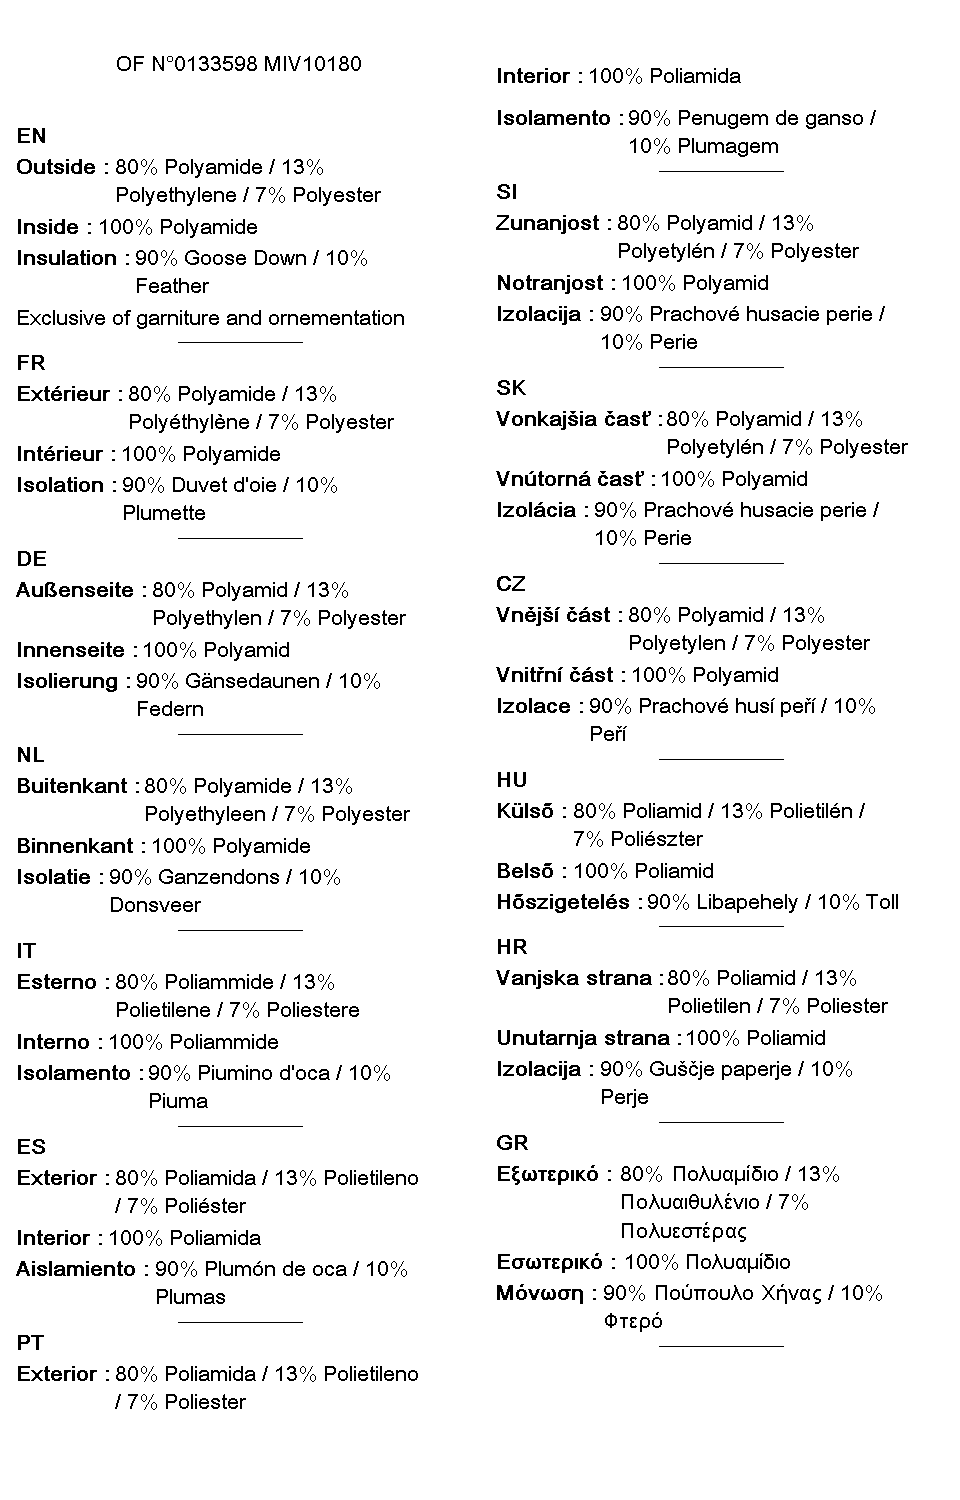 OF N°0133598 MIV10180
EN
Outside : 80% Polyamide / 13%
Polyethylene / 7% Polyester
Inside : 100% Polyamide
Insulation : 90% Goose Down / 10%
Feather
Exclusive of garniture and ornementation
FR
Extérieur : 80% Polyamide / 13%
Polyéthylène / 7% Polyester
Intérieur : 100% Polyamide
Isolation : 90% Duvet d'oie / 10%
Plumette
DE
Außenseite : 80% Polyamid / 13%
Polyethylen / 7% Polyester
Innenseite : 100% Polyamid
Isolierung : 90% Gänsedaunen / 10%
Federn
NL
Buitenkant : 80% Polyamide / 13%
Polyethyleen / 7% Polyester
Binnenkant : 100% Polyamide
Isolatie : 90% Ganzendons / 10%
Donsveer
IT
Esterno : 80% Poliammide / 13%
Polietilene / 7% Poliestere
Interno : 100% Poliammide
Isolamento : 90% Piumino d'oca / 10%
Piuma
ES
Exterior : 80% Poliamida / 13% Polietileno
/ 7% Poliéster
Interior : 100% Poliamida
Aislamiento : 90% Plumón de oca / 10%
Plumas
PT
Exterior : 80% Poliamida / 13% Polietileno
/ 7% Poliester
Interior : 100% Poliamida
Isolamento : 90% Penugem de ganso /
10% Plumagem
SI
Zunanjost : 80% Polyamid / 13%
Polyetylén / 7% Polyester
Notranjost : 100% Polyamid
Izolacija : 90% Prachové husacie perie /
10% Perie
SK
Vonkajšia časť : 80% Polyamid / 13%
Polyetylén / 7% Polyester
Vnútorná časť : 100% Polyamid
Izolácia : 90% Prachové husacie perie /
10% Perie
CZ
Vnější část : 80% Polyamid / 13%
Polyetylen / 7% Polyester
Vnitřní část : 100% Polyamid
Izolace : 90% Prachové husí peří / 10%
Peří
HU
Külső : 80% Poliamid / 13% Polietilén /
7% Poliészter
Belső : 100% Poliamid
Hőszigetelés : 90% Libapehely / 10% Toll
HR
Vanjska strana : 80% Poliamid / 13%
Polietilen / 7% Poliester
Unutarnja strana : 100% Poliamid
Izolacija : 90% Guščje paperje / 10%
Perje
GR
Εξωτερικό : 80% Πολυαμίδιο / 13%
Πολυαιθυλένιο / 7%
Πολυεστέρας
Εσωτερικό : 100% Πολυαμίδιο
Μόνωση : 90% Πούπουλο Χήνας / 10%
Φτερό